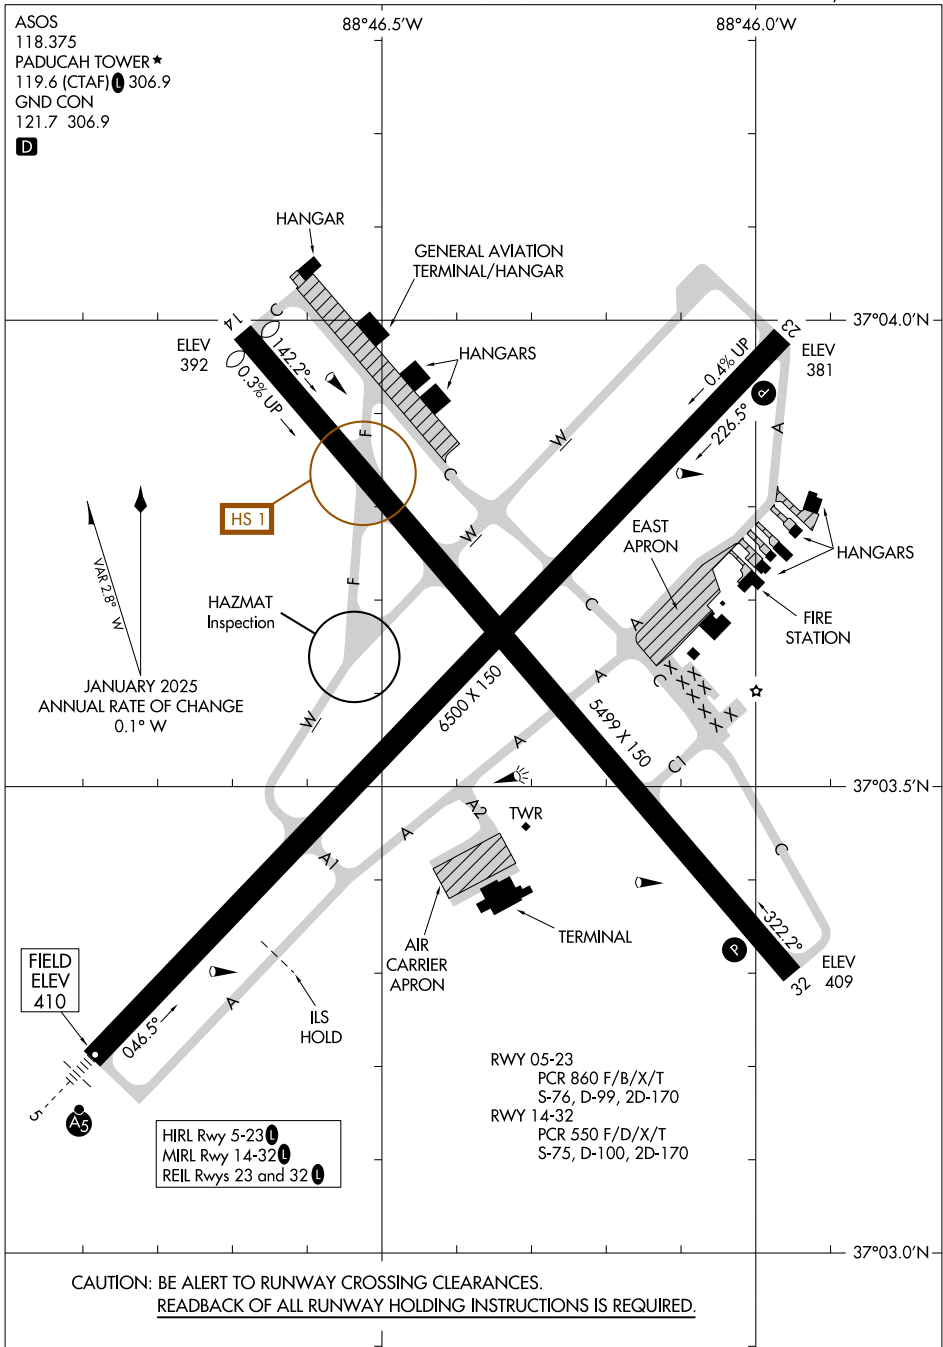 ASOS
118.375
PADUCAH TOWER★
119.6 (CTAF) L 306.9
GND CON
121.7 306.9
D
88°46.5'W
88°46.0'W
HANGAR
GENERAL AVIATION
TERMINAL/HANGAR
HANGARS
37°04.0'N
14
C
23
ELEV
392
142.2°
0.3% UP
0.4% UP
ELEV
381
P
226.5°
A
F
C
W
HS 1
W
EAST
APRON
HANGARS
VAR 2.8° W
F
HAZMAT
Inspection
C
A
FIRE
STATION
JANUARY 2025
ANNUAL RATE OF CHANGE
0.1° W
A
C
X X X X X X X X X X X
W
6500 X 150
5499 X 150
A
C1
37°03.5'N
A2
TWR
A
A1
C
TERMINAL
AIR
CARRIER
APRON
322.2°
P
32
ELEV
409
FIELD
ELEV
410
A
ILS
HOLD
046.5°
5
A5
RWY 05-23
PCR 860 F/B/X/T
S-76, D-99, 2D-170
RWY 14-32
PCR 550 F/D/X/T
S-75, D-100, 2D-170
HIRL Rwy 5-23 L
MIRL Rwy 14-32 L
REIL Rwys 23 and 32 L
37°03.0'N
CAUTION: BE ALERT TO RUNWAY CROSSING CLEARANCES.
READBACK OF ALL RUNWAY HOLDING INSTRUCTIONS IS REQUIRED.